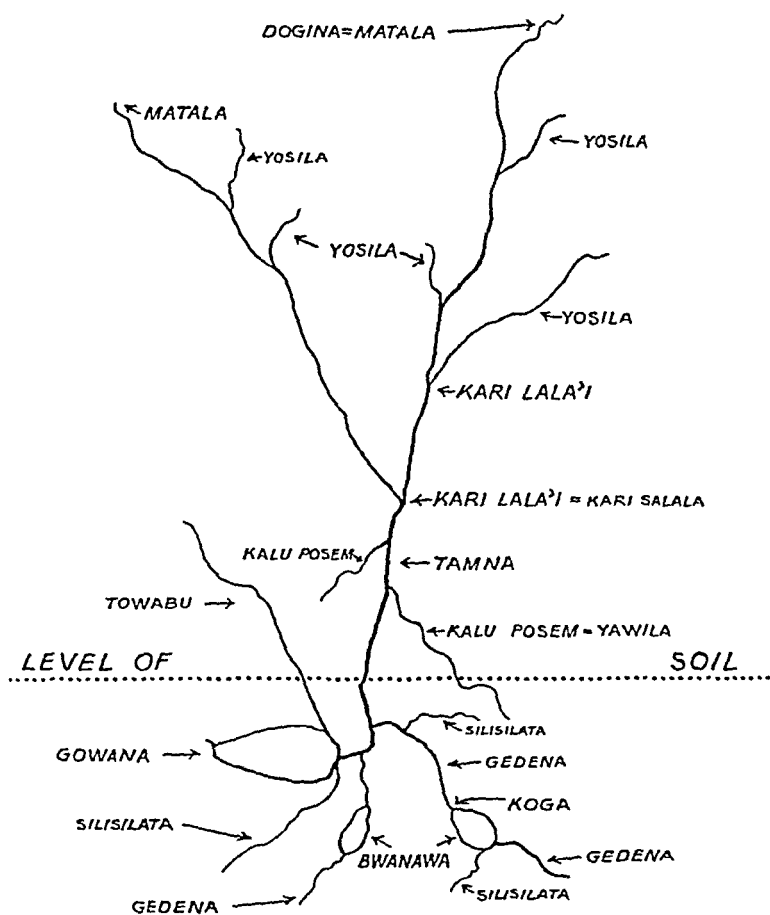 DOGINA=MATALA
MATALA
YOSILA
YOSILA
YOSILA
YOSILA
KARI LALA'I
KARI LALA'I = KARI SALALA
KALU POSEM
TAMNA
TOWABU
KALU POSEM = YAWILA
LEVEL OF SOIL
SILISILATA
GOWANA
GEDENA
KOGA
SILISILATA
BWANAWA
GEDENA
SILISILATA
GEDENA